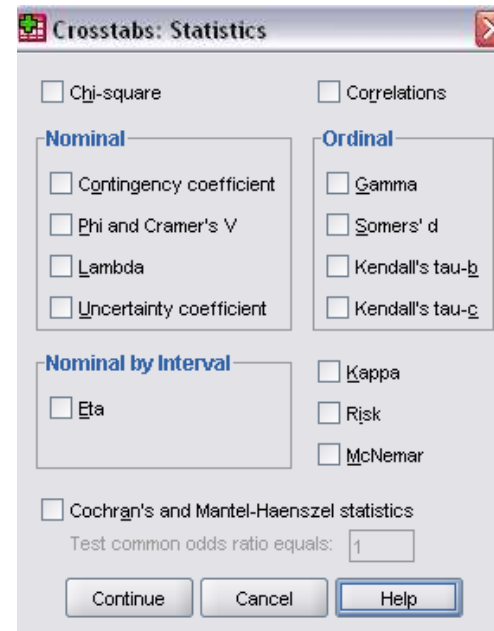 Crosstabs: Statistics
Chi-square
Correlations
Nominal
Contingency coefficient
Phi and Cramer's V
Lambda
Uncertainty coefficient
Ordinal
Gamma
Somers' d
Kendall's tau-b
Kendall's tau-c
Nominal by Interval
Eta
Kappa
Risk
McNemar
Cochran's and Mantel-Haenszel statistics
Test common odds ratio equals: 1
Continue Cancel Help